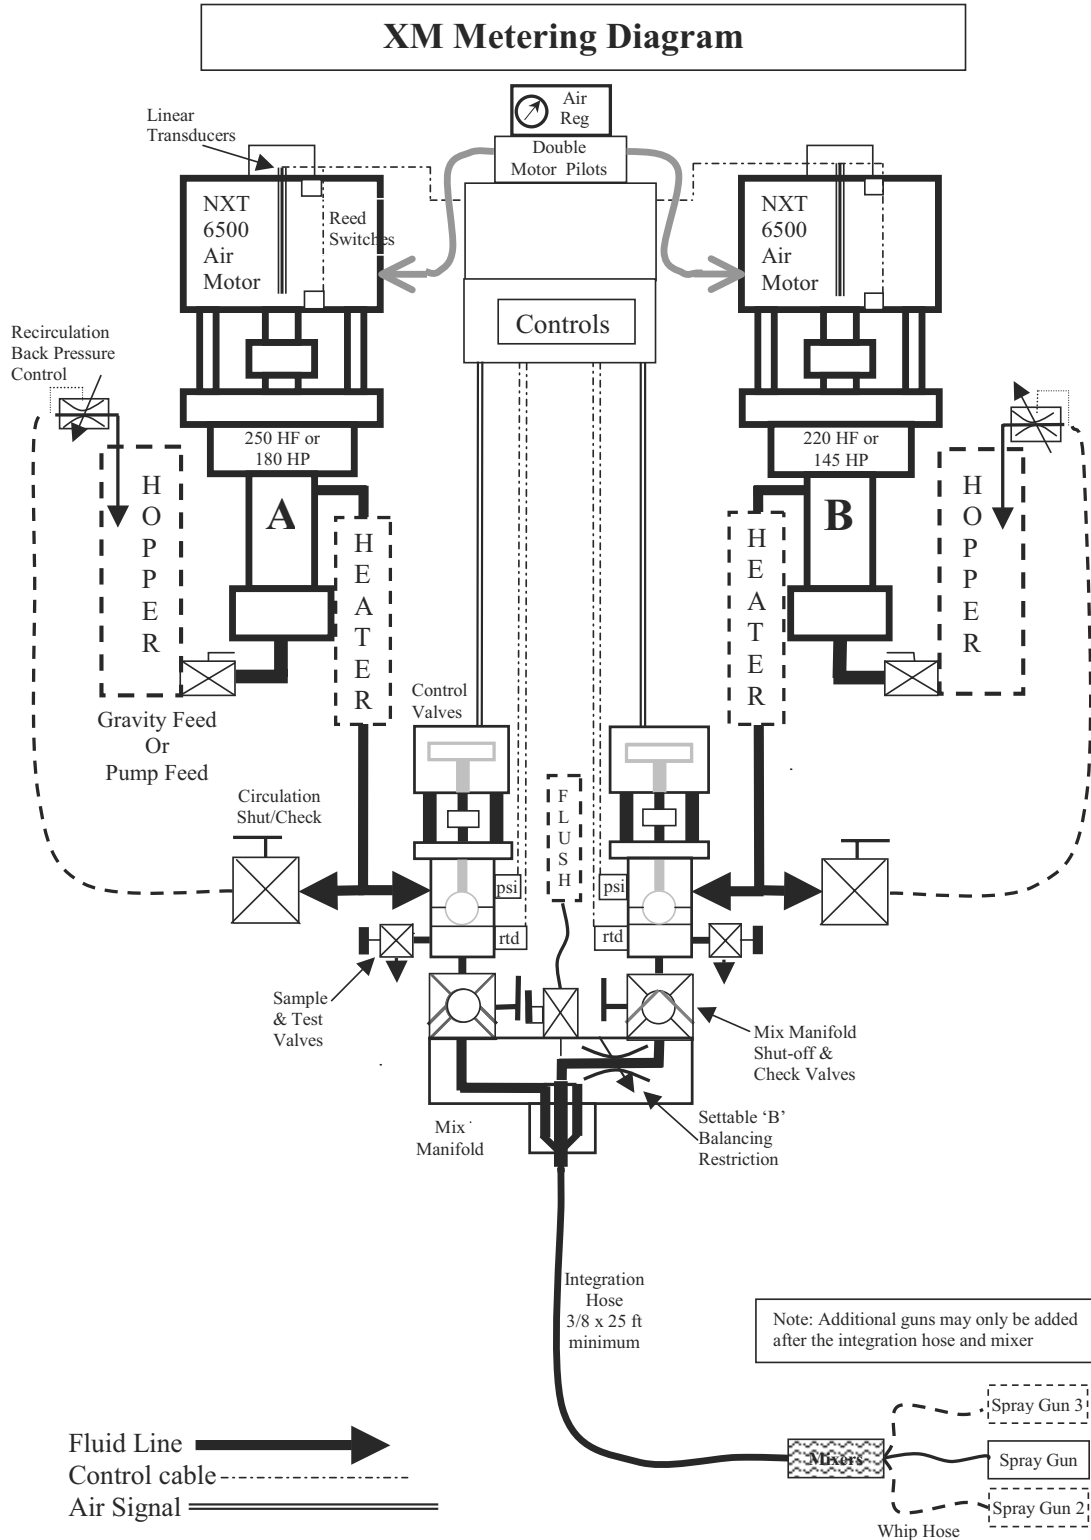 XM Metering Diagram
Air
Reg
Linear
Transducers
Double
Motor Pilots
NXT
6500
Air
Motor
Reed
Switches
NXT
6500
Air
Motor
Controls
Recirculation
Back Pressure
Control
250 HF or
180 HP
220 HF or
145 HP
A
B
HOPPER
HEATER
HEATER
HOPPER
Gravity Feed
Or
Pump Feed
Control
Valves
Circulation
Shut/Check
FLUSH
psi
psi
rtd
rtd
Sample
& Test
Valves
Mix Manifold
Shut-off &
Check Valves
Mix
Manifold
Settable ‘B’
Balancing
Restriction
Integration
Hose
3/8 x 25 ft
minimum
Note: Additional guns may only be added
after the integration hose and mixer
Spray Gun 3
Mixers
Spray Gun
Spray Gun 2
Whip Hose
Fluid Line
Control cable
Air Signal